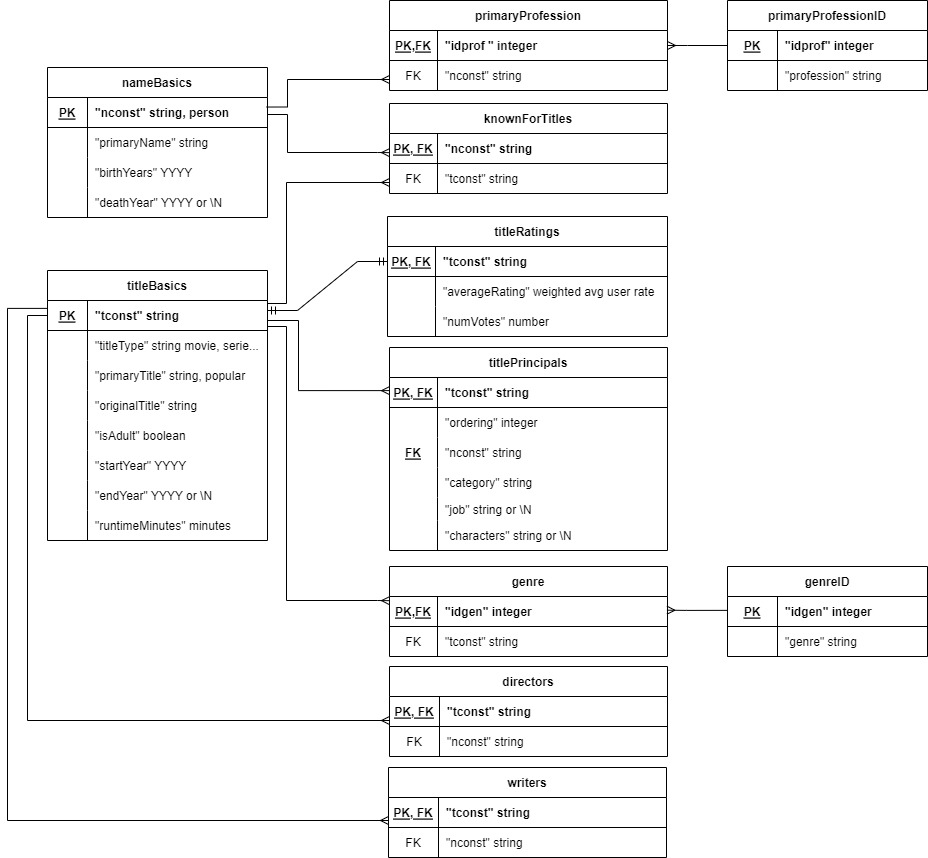 primaryProfession
PK,FK "idprof " integer
FK "nconst" string
primaryProfessionID
PK "idprof" integer
"profession" string
nameBasics
PK "nconst" string, person
"primaryName" string
"birthYears" YYYY
"deathYear" YYYY or \N
knownForTitles
PK, FK "nconst" string
FK "tconst" string
titleRatings
PK, FK "tconst" string
"averageRating" weighted avg user rate
"numVotes" number
titleBasics
PK "tconst" string
"titleType" string movie, serie...
"primaryTitle" string, popular
"originalTitle" string
"isAdult" boolean
"startYear" YYYY
"endYear" YYYY or \N
"runtimeMinutes" minutes
titlePrincipals
PK, FK "tconst" string
"ordering" integer
FK "nconst" string
"category" string
"job" string or \N
"characters" string or \N
genre
PK,FK "idgen" integer
FK "tconst" string
genreID
PK "idgen" integer
"genre" string
directors
PK, FK "tconst" string
FK "nconst" string
writers
PK, FK "tconst" string
FK "nconst" string